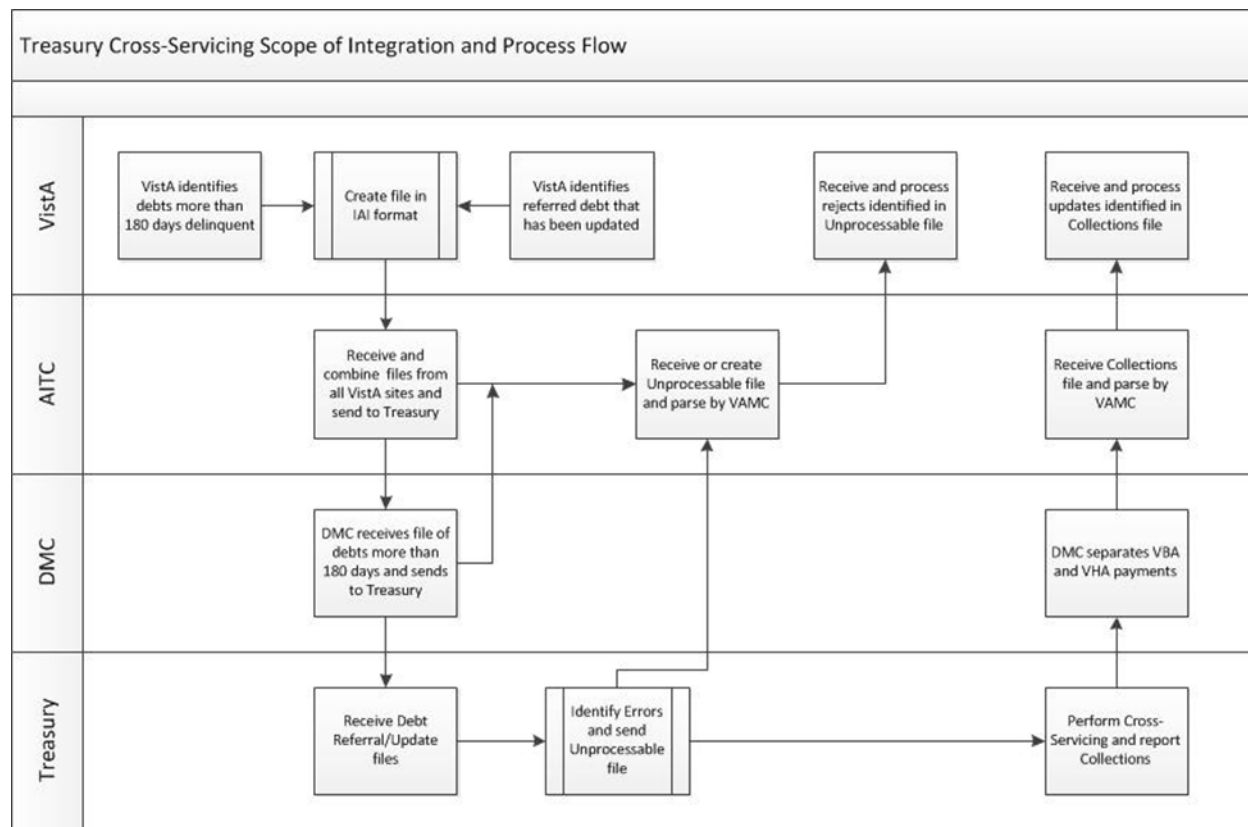 Treasury Cross-Servicing Scope of Integration and Process Flow
VistA
VistA identifies
debts more than
180 days delinquent
Create file in
IAI format
VistA identifies
referred debt that
has been updated
Receive and process
rejects identified in
Unprocessable file
Receive and process
updates identified in
Collections file
AITC
Receive and
combine files from
all VistA sites and
send to Treasury
Receive or create
Unprocessable file
and parse by VAMC
Receive Collections
file and parse by
VAMC
DMC
DMC receives file of
debts more than
180 days and sends
to Treasury
DMC separates VBA
and VHA payments
Treasury
Receive Debt
Referral/Update
files
Identify Errors
and send
Unprocessable
file
Perform Cross-
Servicing and report
Collections